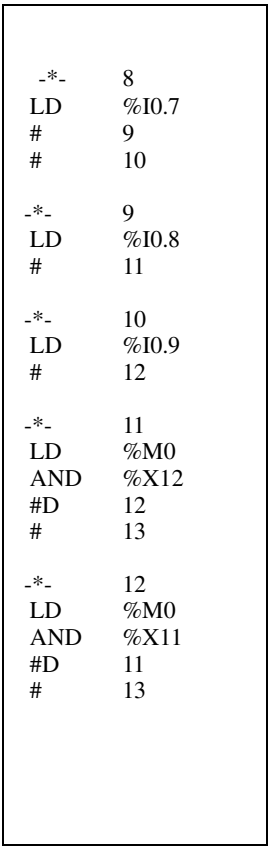 -*- 8
LD %I0.7
# 9
# 10
-*- 9
LD %I0.8
# 11
-*- 10
LD %I0.9
# 12
-*- 11
LD %M0
AND %X12
#D 12
# 13
-*- 12
LD %M0
AND %X11
#D 11
# 13